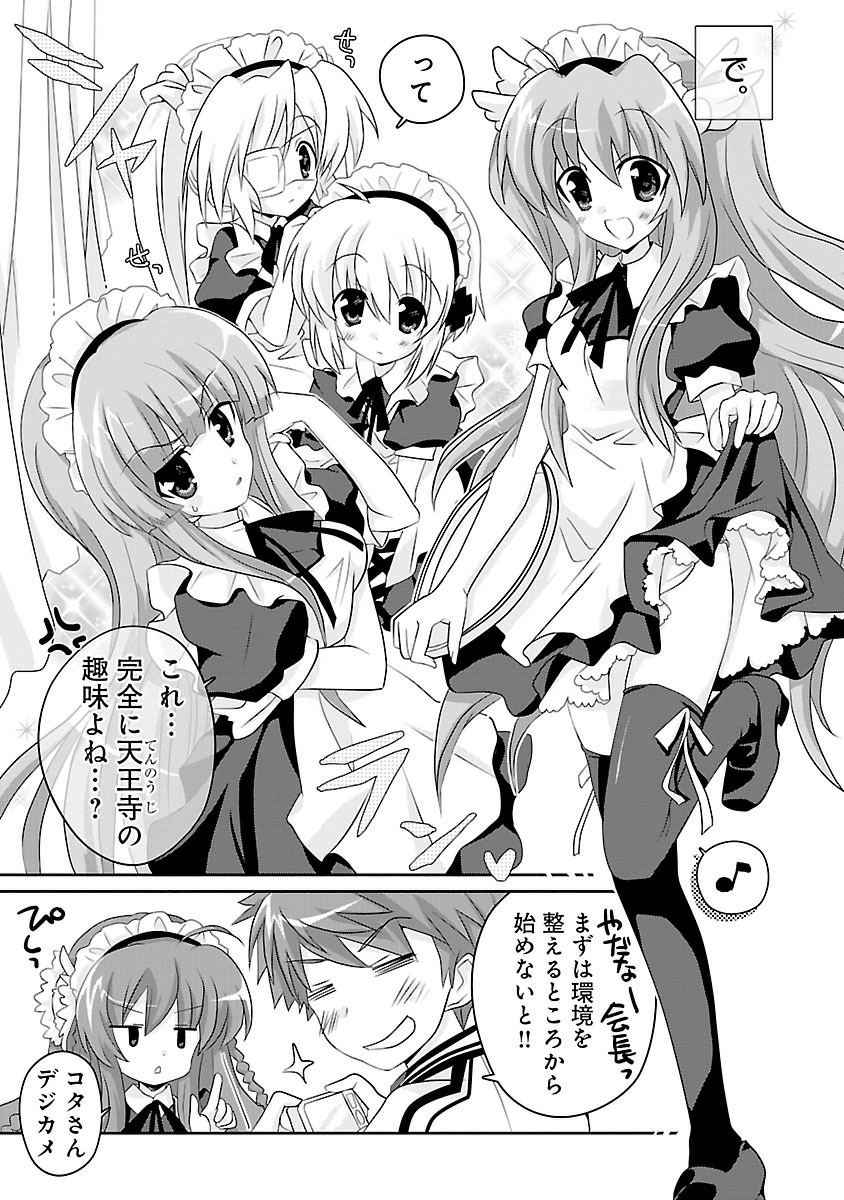 で。
って
せっ
せっ
これ…
完全に天王寺の
てんのうじ
趣味よね…？
♪
やだなー会長っ
まずは環境を
整えるところから
始めないと!!
ぴしっ
コタさん
デジカメ